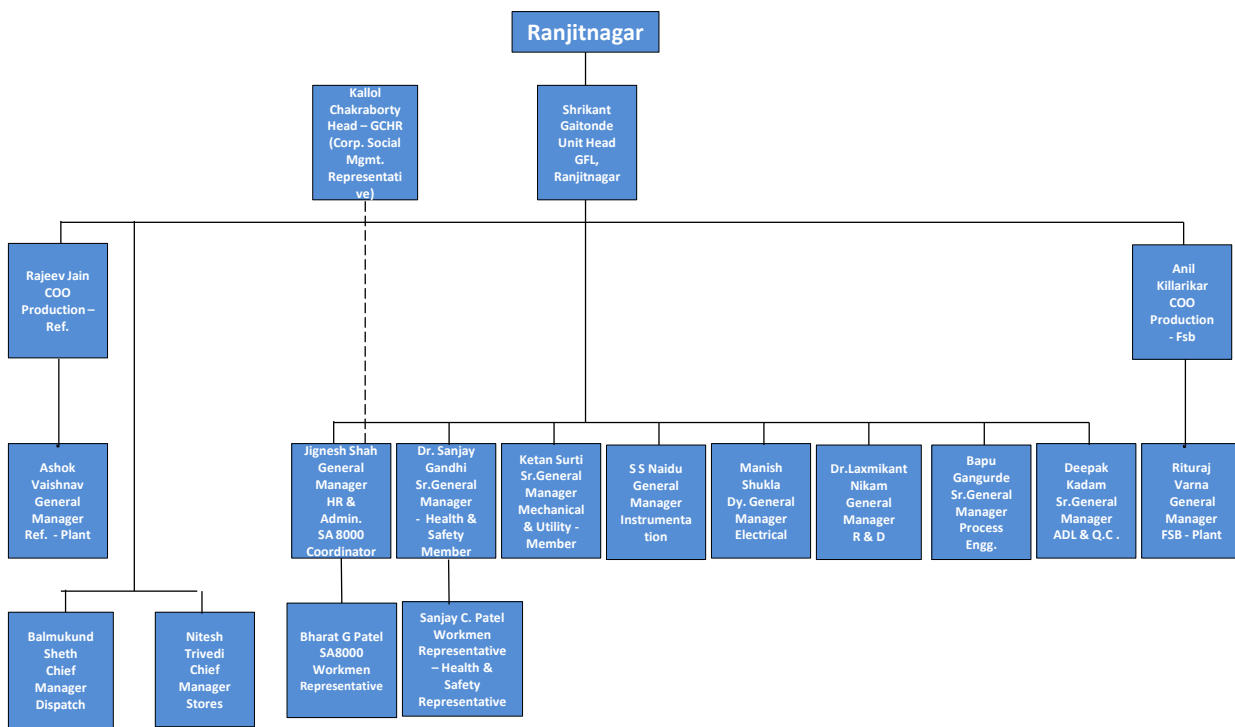 Ranjitnagar
Kallol
Chakraborty
Head – GCHR
(Corp. Social
Mgmt.
Representati
ve)
Shrikant
Gaitonde
Unit Head
GFL,
Ranjitnagar
Rajeev Jain
COO
Production –
Ref.
Anil
Killarikar
COO
Production
- Fsb
Ashok
Vaishnav
General
Manager
Ref. - Plant
Jignesh Shah
General
Manager
HR &
Admin.
SA 8000
Coordinator
Dr. Sanjay
Gandhi
Sr.General
Manager
- Health &
Safety
Member
Ketan Surti
Sr.General
Manager
Mechanical
& Utility -
Member
S S Naidu
General
Manager
Instrumenta
tion
Manish
Shukla
Dy. General
Manager
Electrical
Dr.Laxmikant
Nikam
General
Manager
R & D
Bapu
Gangurde
Sr.General
Manager
Process
Engg.
Deepak
Kadam
Sr.General
Manager
ADL & Q.C .
Rituraj
Varna
General
Manager
FSB - Plant
Balmukund
Sheth
Chief
Manager
Dispatch
Nitesh
Trivedi
Chief
Manager
Stores
Bharat G Patel
SA8000
Workmen
Representative
Sanjay C. Patel
Workmen
Representative
– Health &
Safety
Representative